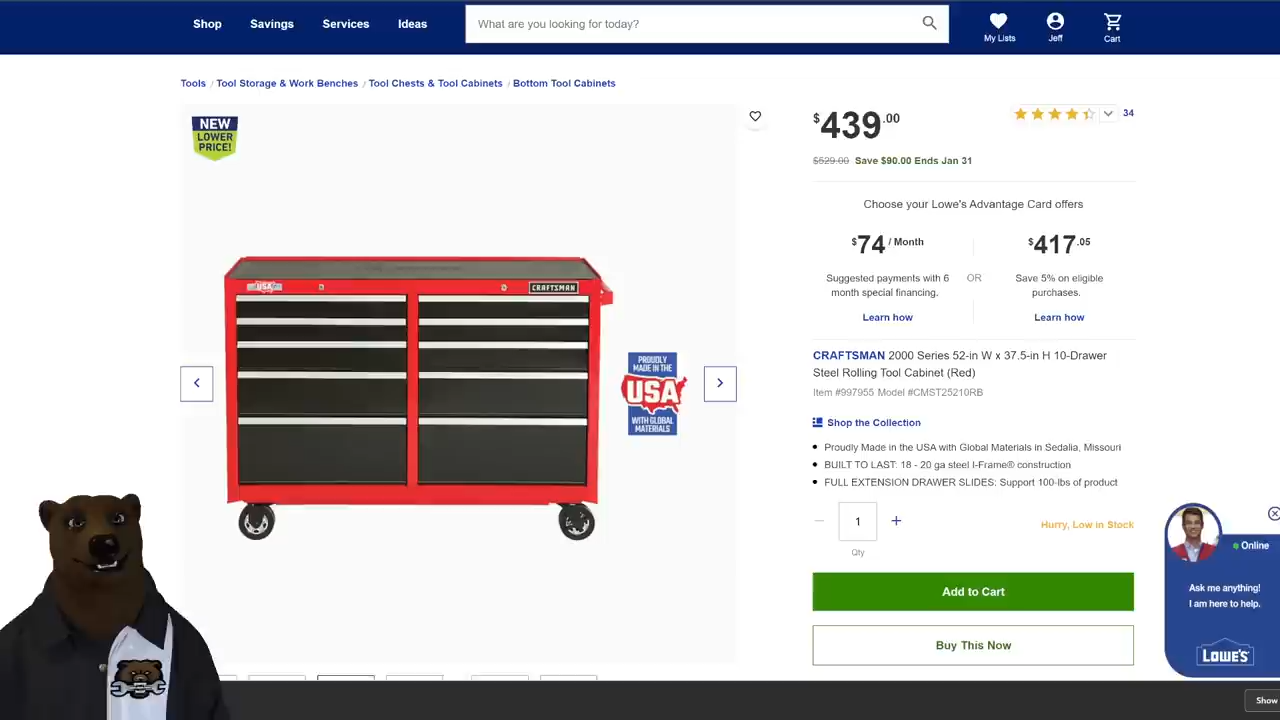 Shop Savings Services Ideas
What are you looking for today?
My Lists
Jeff
Cart
Tools / Tool Storage & Work Benches / Tool Chests & Tool Cabinets / Bottom Tool Cabinets
NEW
LOWER
PRICE!
USA
CRAFTSMAN
PROUDLY
MADE IN THE
USA
WITH GLOBAL
MATERIALS
$439.00
34
$529.00 Save $90.00 Ends Jan 31
Choose your Lowe's Advantage Card offers
$74 / Month
Suggested payments with 6
month special financing.
Learn how
OR
$417.05
Save 5% on eligible
purchases.
Learn how
CRAFTSMAN 2000 Series 52-in W x 37.5-in H 10-Drawer
Steel Rolling Tool Cabinet (Red)
Item #997955 Model #CMST25210RB
Shop the Collection
Proudly Made in the USA with Global Materials in Sedalia, Missouri
BUILT TO LAST: 18 - 20 ga steel I-Frame® construction
FULL EXTENSION DRAWER SLIDES: Support 100-lbs of product
1
Qty
Hurry, Low in Stock
Add to Cart
Buy This Now
Online
Ask me anything!
I am here to help.
LOWE'S
Show